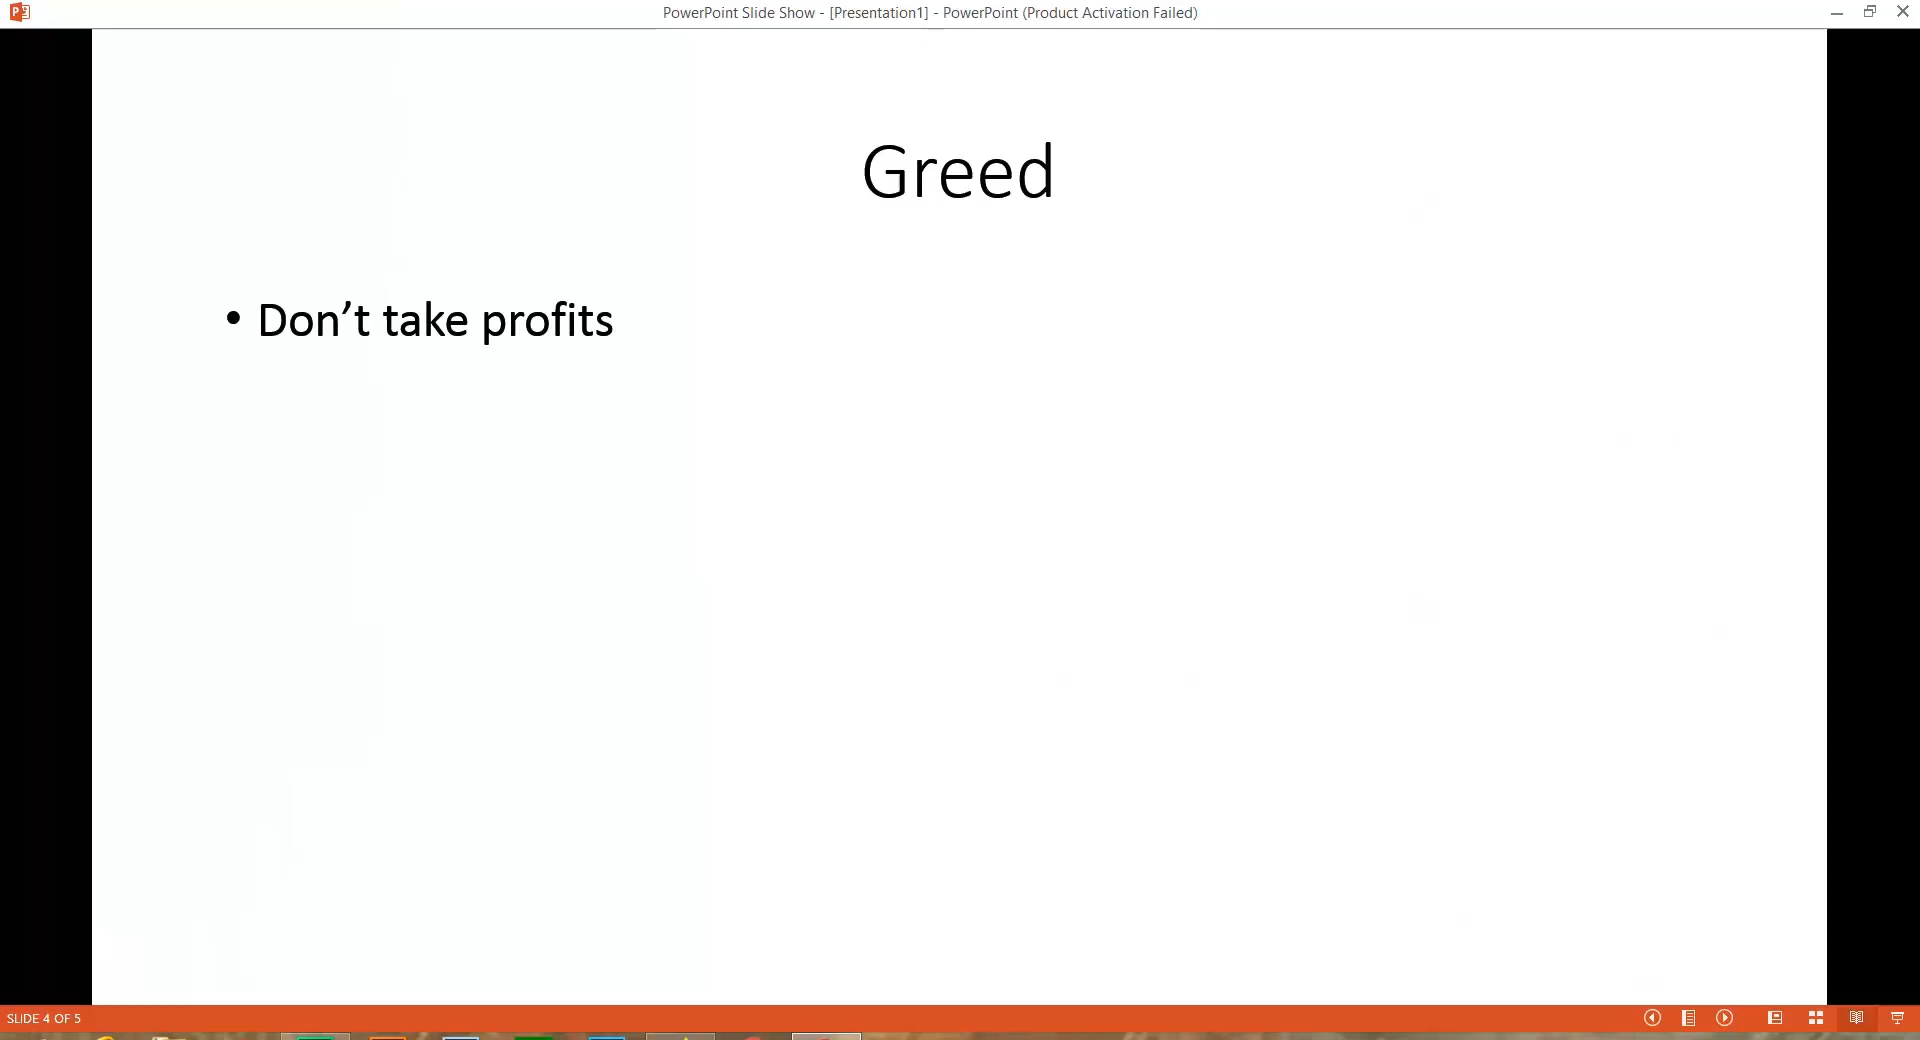 PowerPoint Slide Show - [Presentation1] - PowerPoint (Product Activation Failed)
Greed
• Don’t take profits
SLIDE 4 OF 5